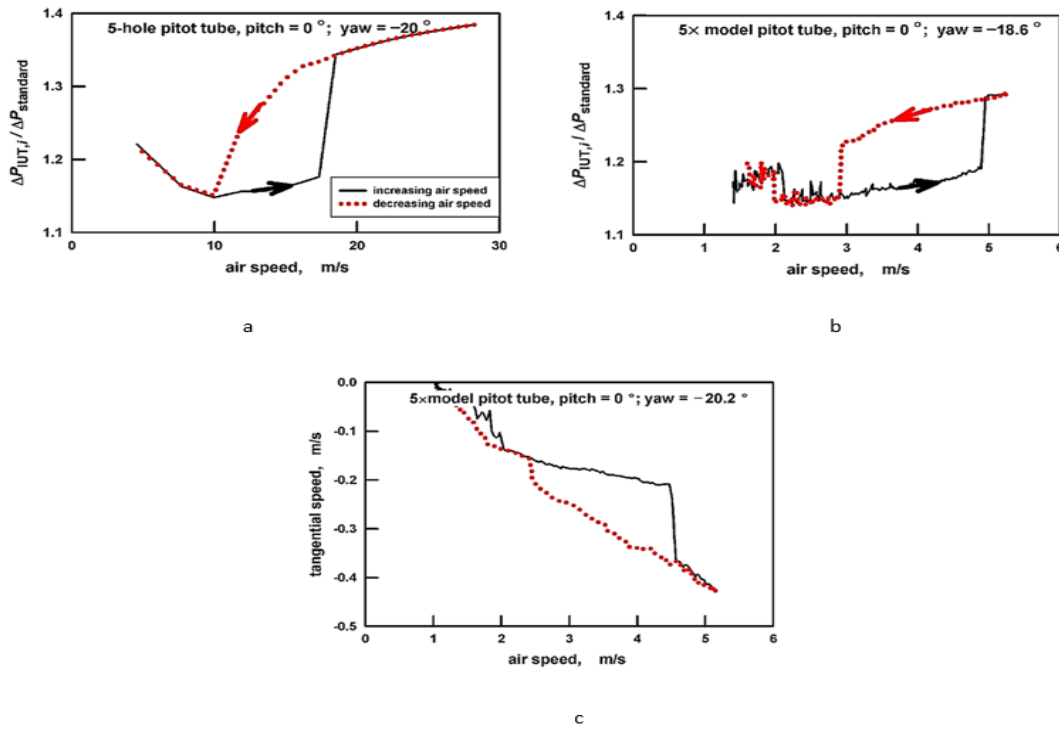 5-hole pitot tube, pitch = 0 °; yaw = −20 °
ΔP_IUT,i / ΔP_standard
1.4
1.3
1.2
1.1
increasing air speed
decreasing air speed
0
10
20
30
air speed, m/s
a
5× model pitot tube, pitch = 0 °; yaw = −18.6 °
ΔP_IUT,i / ΔP_standard
1.4
1.3
1.2
1.1
0
1
2
3
4
5
6
air speed, m/s
b
5×model pitot tube, pitch = 0 °; yaw = −20.2 °
tangential speed, m/s
0.0
-0.1
-0.2
-0.3
-0.4
-0.5
0
1
2
3
4
5
6
air speed, m/s
c